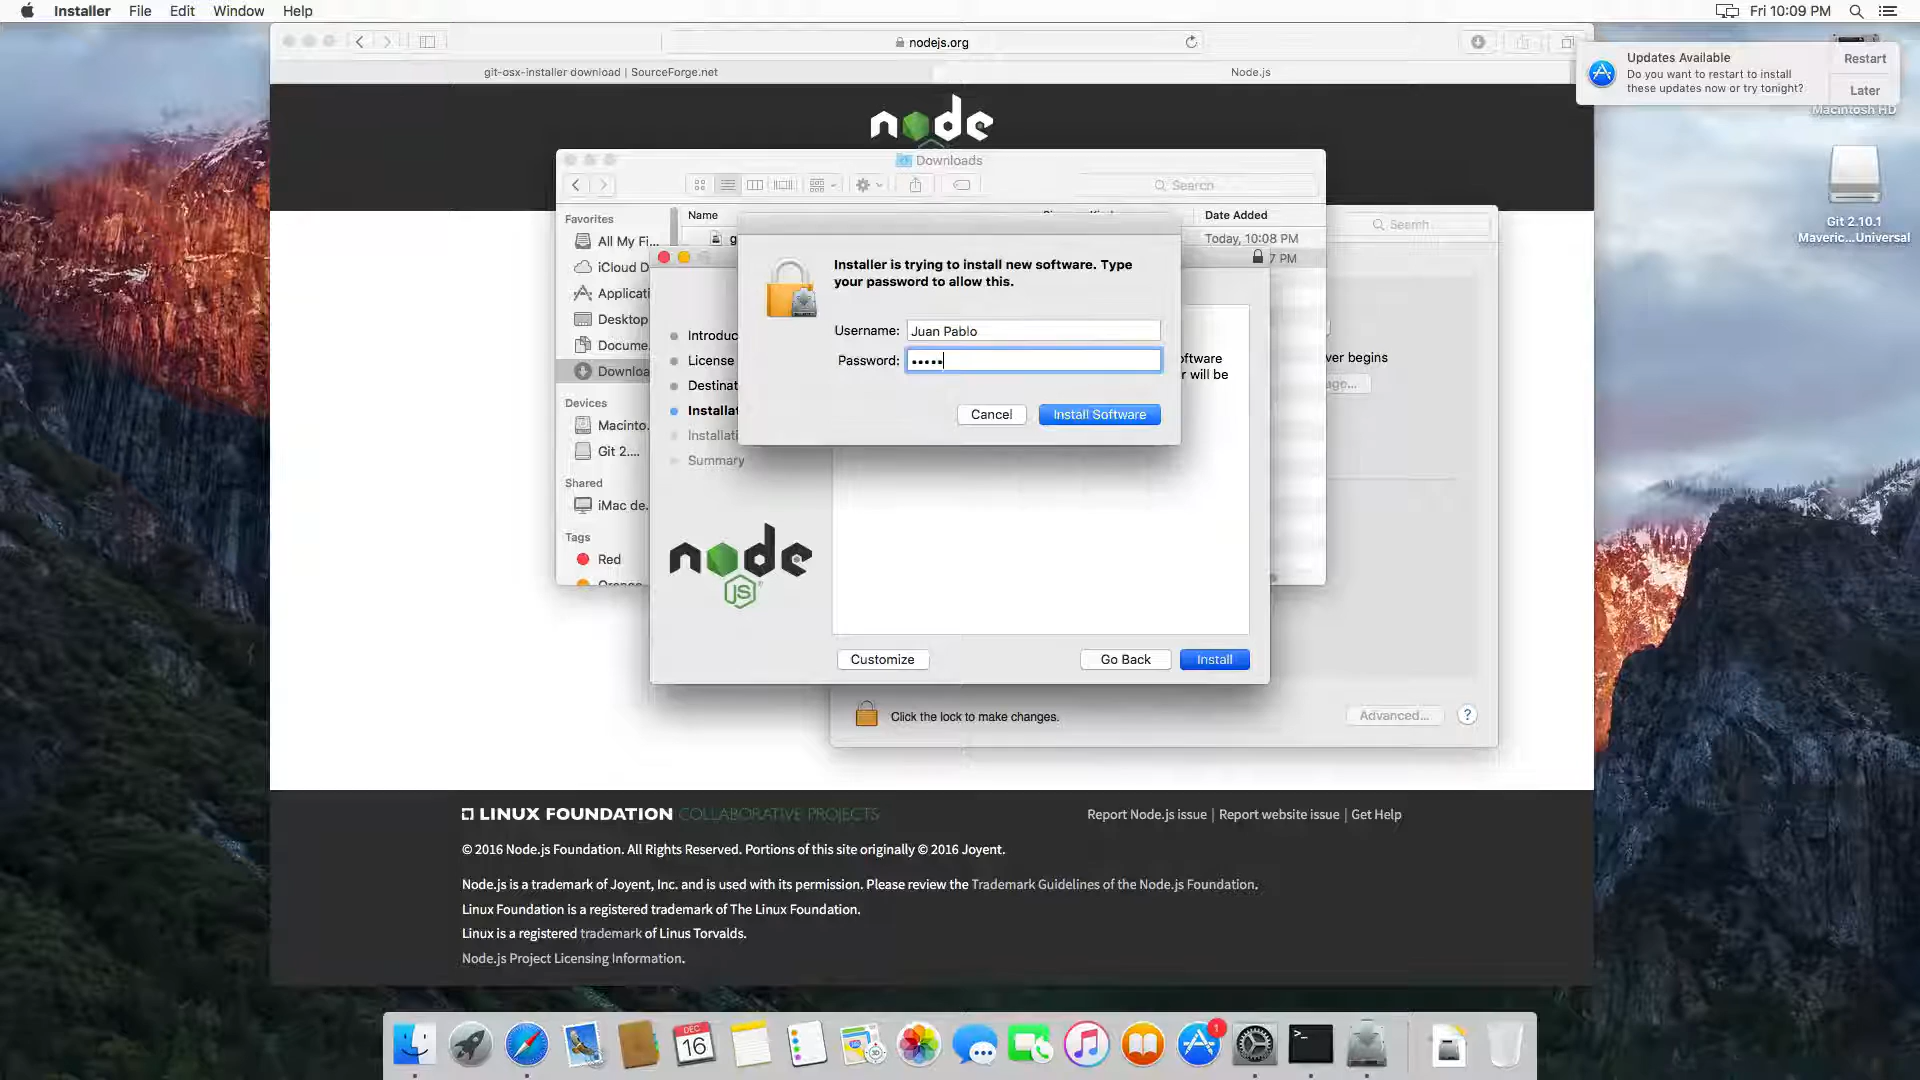 Installer File Edit Window Help
Fri 10:09 PM
nodejs.org
git-osx-installer download | SourceForge.net
Node.js
Updates Available
Do you want to restart to install
these updates now or try tonight?
Restart
Later
Macintosh HD
node
Downloads
Search
Favorites
Name
Date Added
All My Fi...
Today, 10:08 PM
Search
Git 2.10.1
Maveric...Universal
iCloud D
7 PM
Installer is trying to install new software. Type
your password to allow this.
Applicati
Desktop
Docume.
Downloa
Username: Juan Pablo
Password: •••••
Cancel
Install Software
Introduc
License
Destinat
Installat
Installati
Summary
oftware
r will be
ver begins
Devices
Macinto...
Git 2....
Shared
iMac de.
Tags
Red
Orange
node
JS
Customize
Go Back
Install
Click the lock to make changes.
Advanced...
?
LINUX FOUNDATION COLLABORATIVE PROJECTS
Report Node.js issue | Report website issue | Get Help
© 2016 Node.js Foundation. All Rights Reserved. Portions of this site originally © 2016 Joyent.
Node.js is a trademark of Joyent, Inc. and is used with its permission. Please review the Trademark Guidelines of the Node.js Foundation.
Linux Foundation is a registered trademark of The Linux Foundation.
Linux is a registered trademark of Linus Torvalds.
Node.js Project Licensing Information.
DEC
16
1